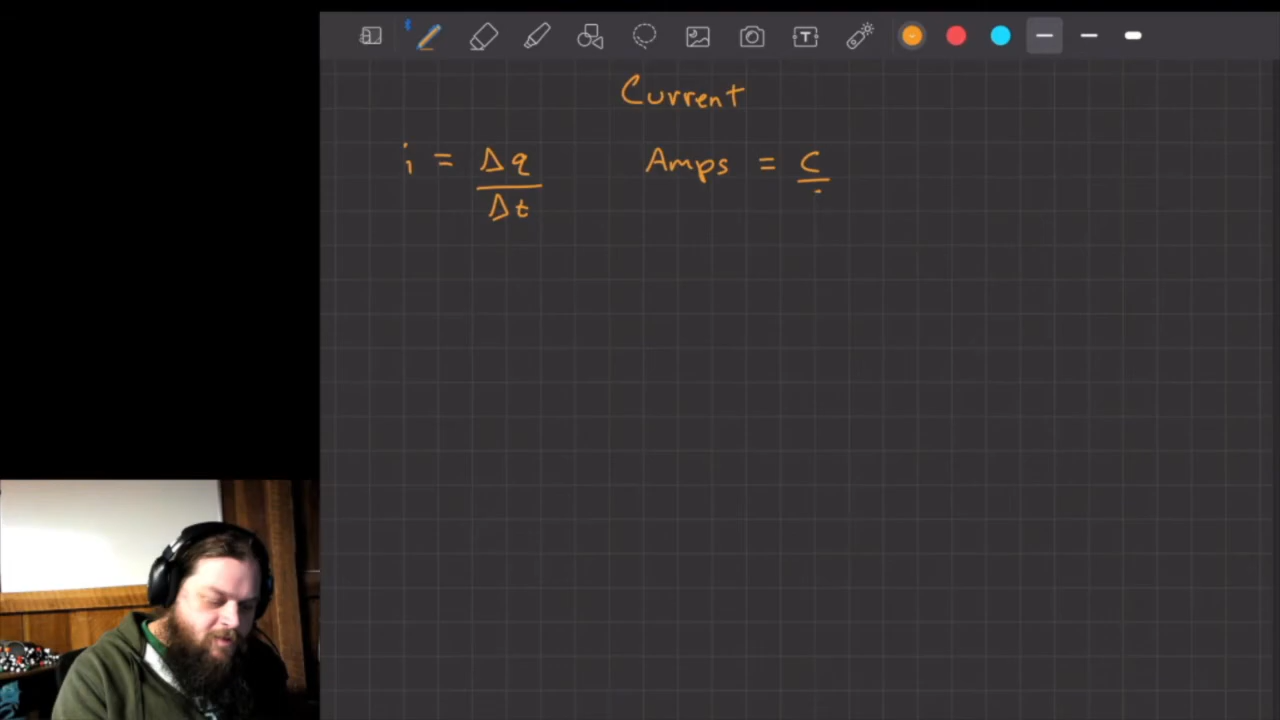 Current
i = Δq / Δt Amps = C /